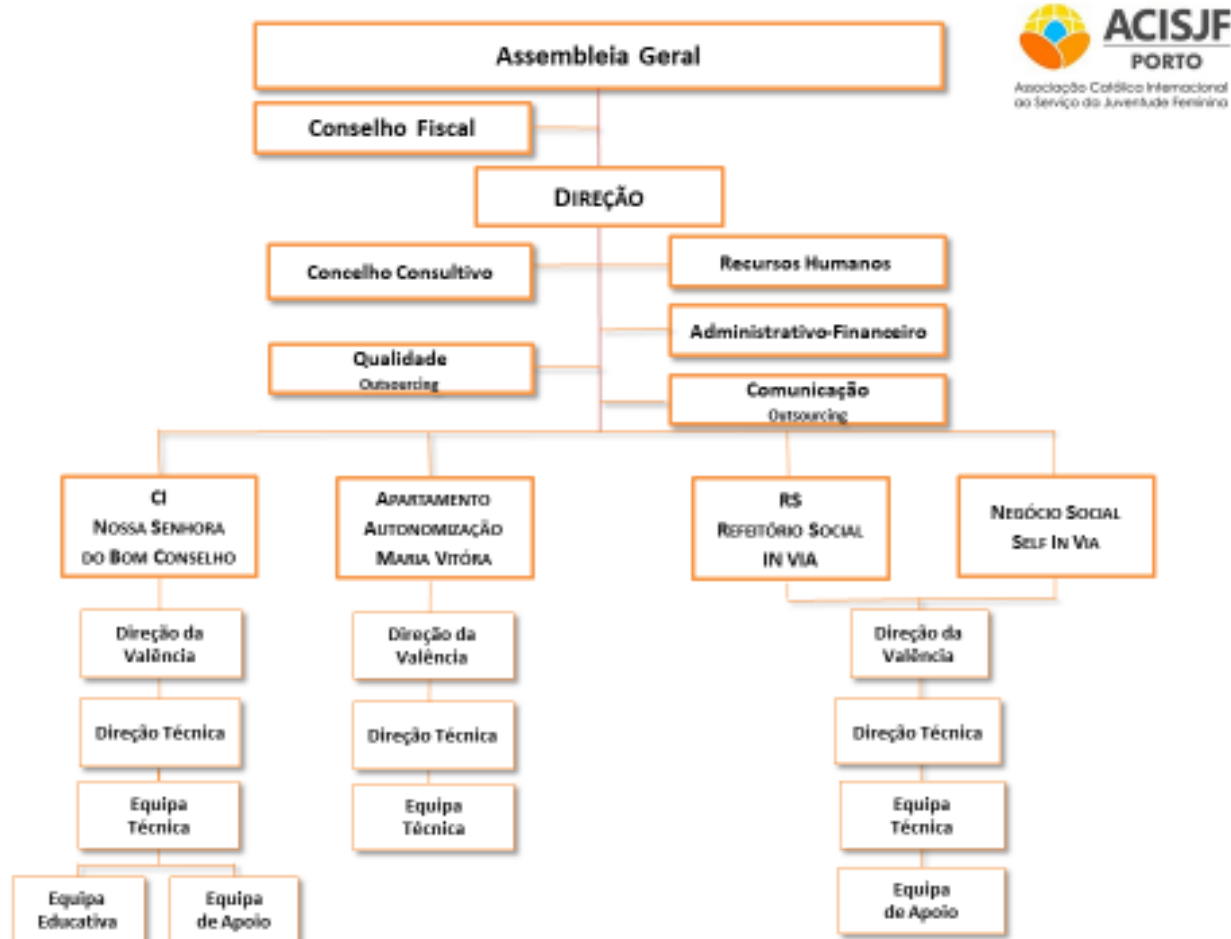 ACISJF
PORTO
Associação Católica Internacional
ao Serviço da Juventude Feminina
Assembleia Geral
Conselho Fiscal
DIREÇÃO
Concelho Consultivo
Recursos Humanos
Administrativo-Financeiro
Qualidade
Outsourcing
Comunicação
Outsourcing
CI
NOSSA SENHORA
DO BOM CONSELHO
APARTAMENTO
AUTONOMIZAÇÃO
MARIA VITÓRA
RS
REFEITÓRIO SOCIAL
IN VIA
NEGÓCIO SOCIAL
SELF IN VIA
Direção da
Valência
Direção da
Valência
Direção da
Valência
Direção Técnica
Direção Técnica
Direção Técnica
Equipa
Técnica
Equipa
Técnica
Equipa
Técnica
Equipa
Educativa
Equipa
de Apoio
Equipa
de Apoio